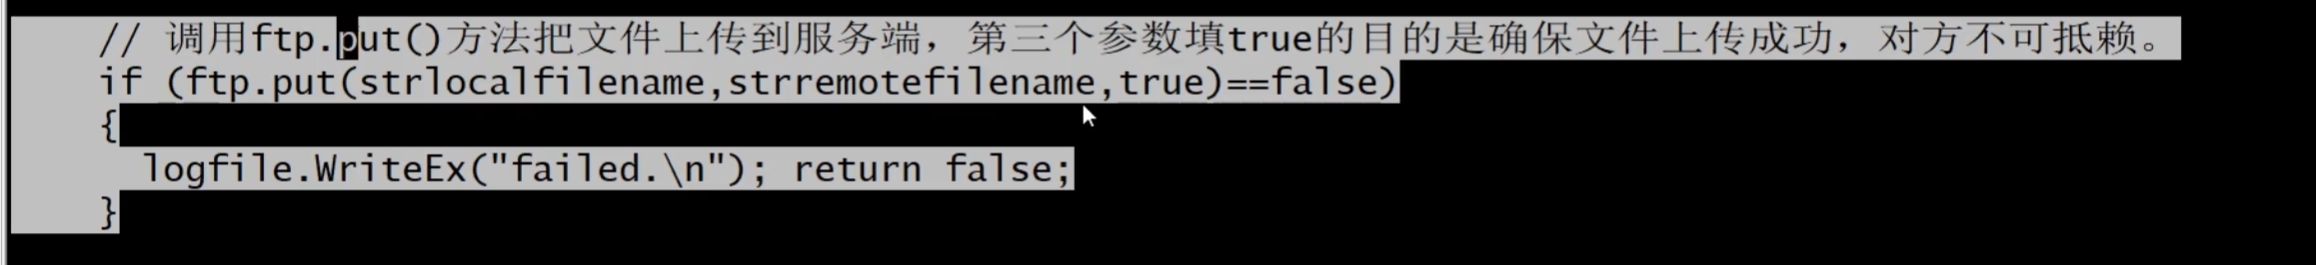 // 调用ftp.put()方法把文件上传到服务端，第三个参数填true的目的是确保文件上传成功，对方不可抵赖。
if (ftp.put(strlocalfilename,strremotefilename,true)==false)
{
logfile.WriteEx("failed.\n"); return false;
}